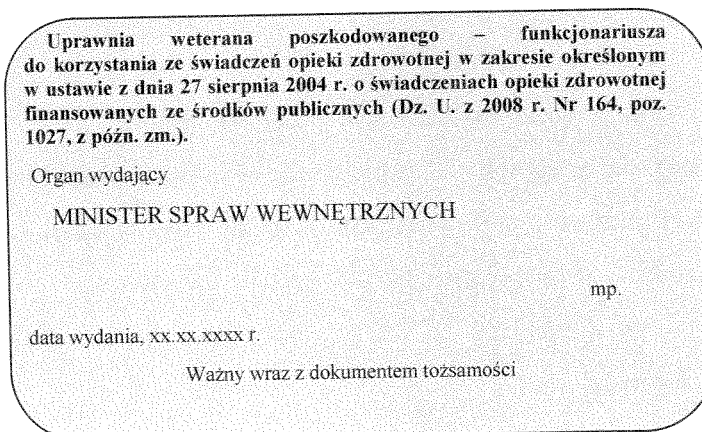 Uprawnia weterana poszkodowanego – funkcjonariusza
do korzystania ze świadczeń opieki zdrowotnej w zakresie określonym
w ustawie z dnia 27 sierpnia 2004 r. o świadczeniach opieki zdrowotnej
finansowanych ze środków publicznych (Dz. U. z 2008 r. Nr 164, poz.
1027, z późn. zm.).
Organ wydający
MINISTER SPRAW WEWNĘTRZNYCH
mp.
data wydania, xx.xx.xxxx r.
Ważny wraz z dokumentem tożsamości